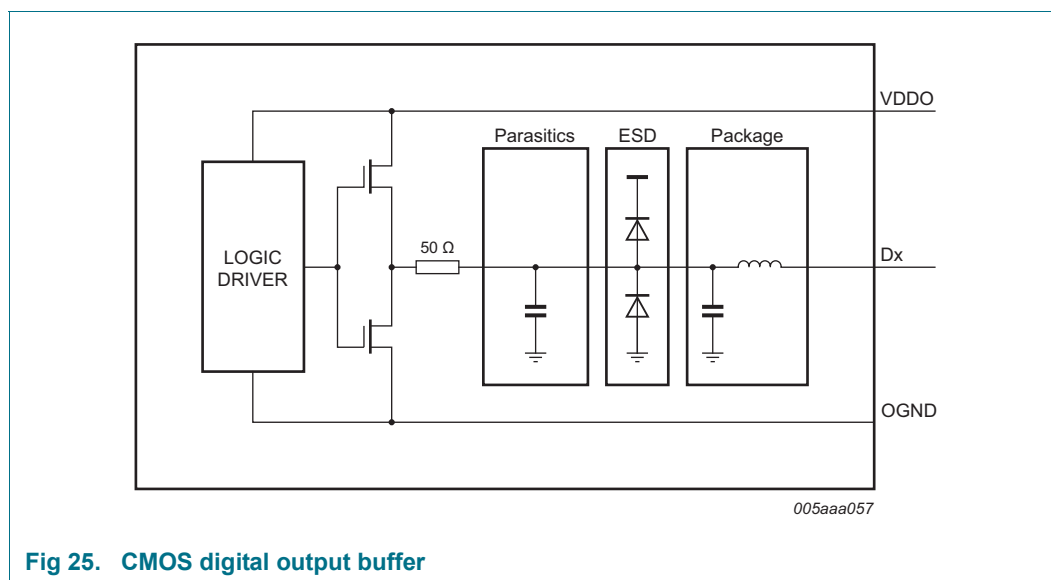 VDDO
Parasitics
ESD
Package
50 Ω
LOGIC
DRIVER
Dx
OGND
005aaa057
Fig 25. CMOS digital output buffer